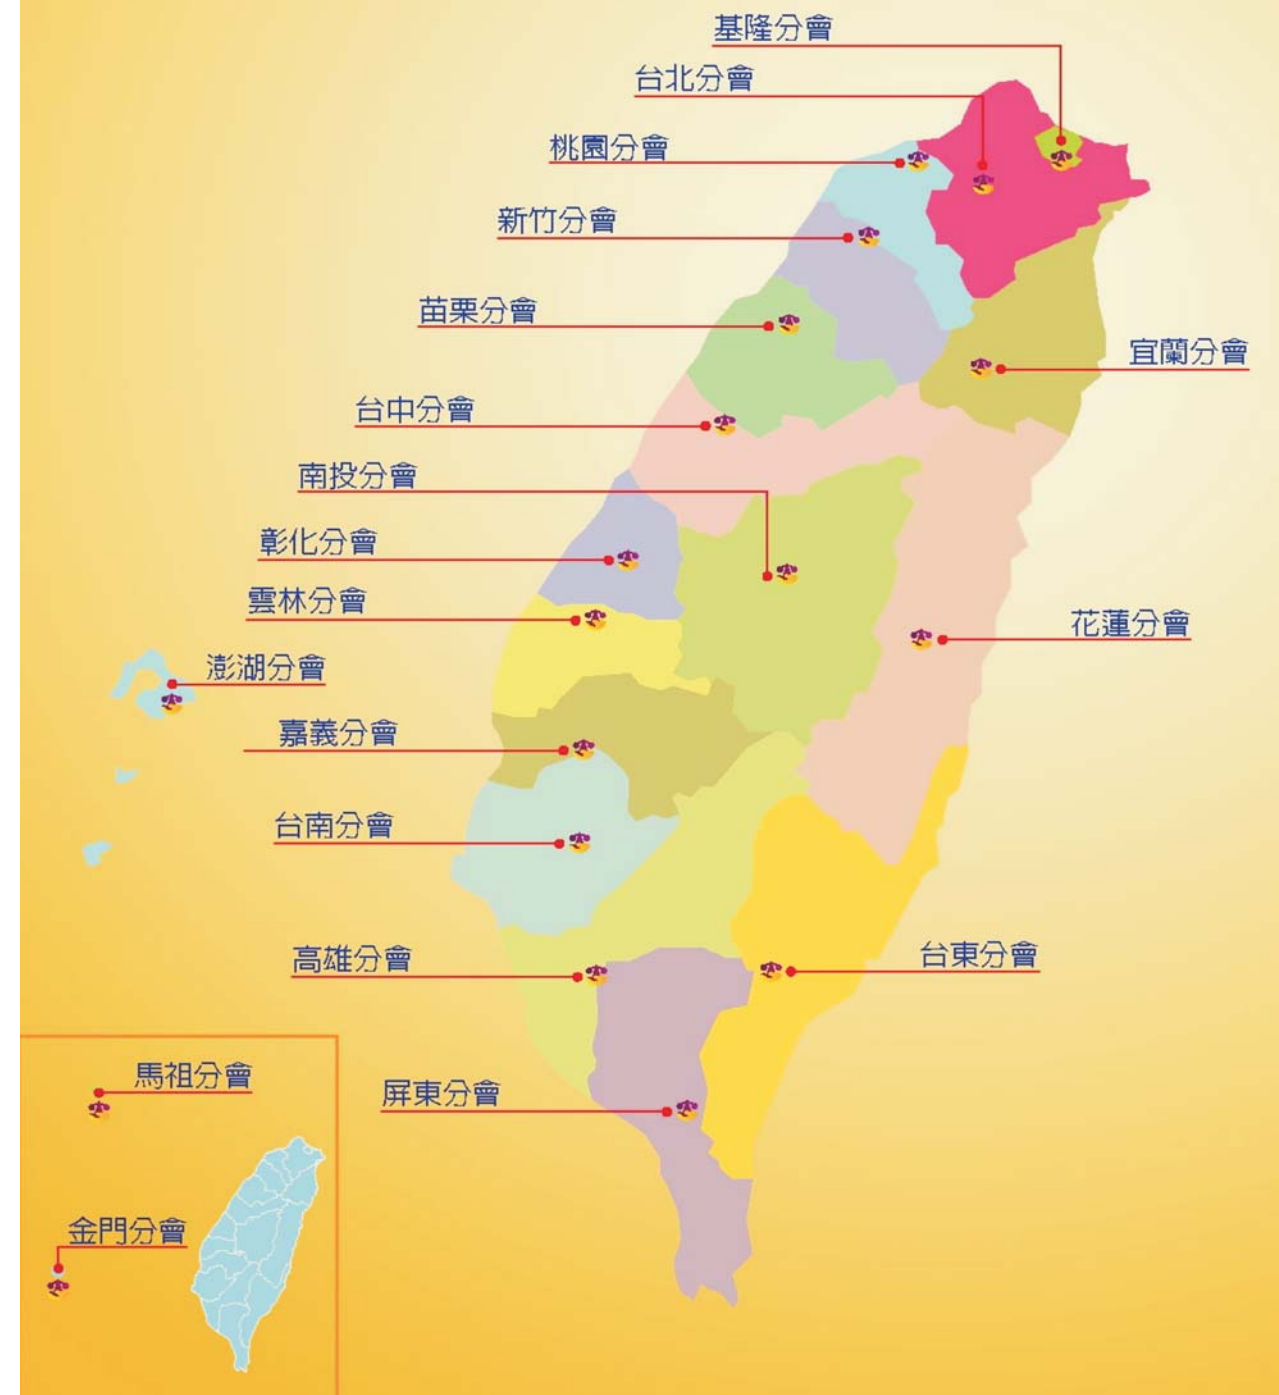 基隆分會
台北分會
桃園分會
新竹分會
苗栗分會
宜蘭分會
台中分會
南投分會
彰化分會
雲林分會
花蓮分會
澎湖分會
嘉義分會
台南分會
高雄分會
台東分會
馬祖分會
屏東分會
金門分會